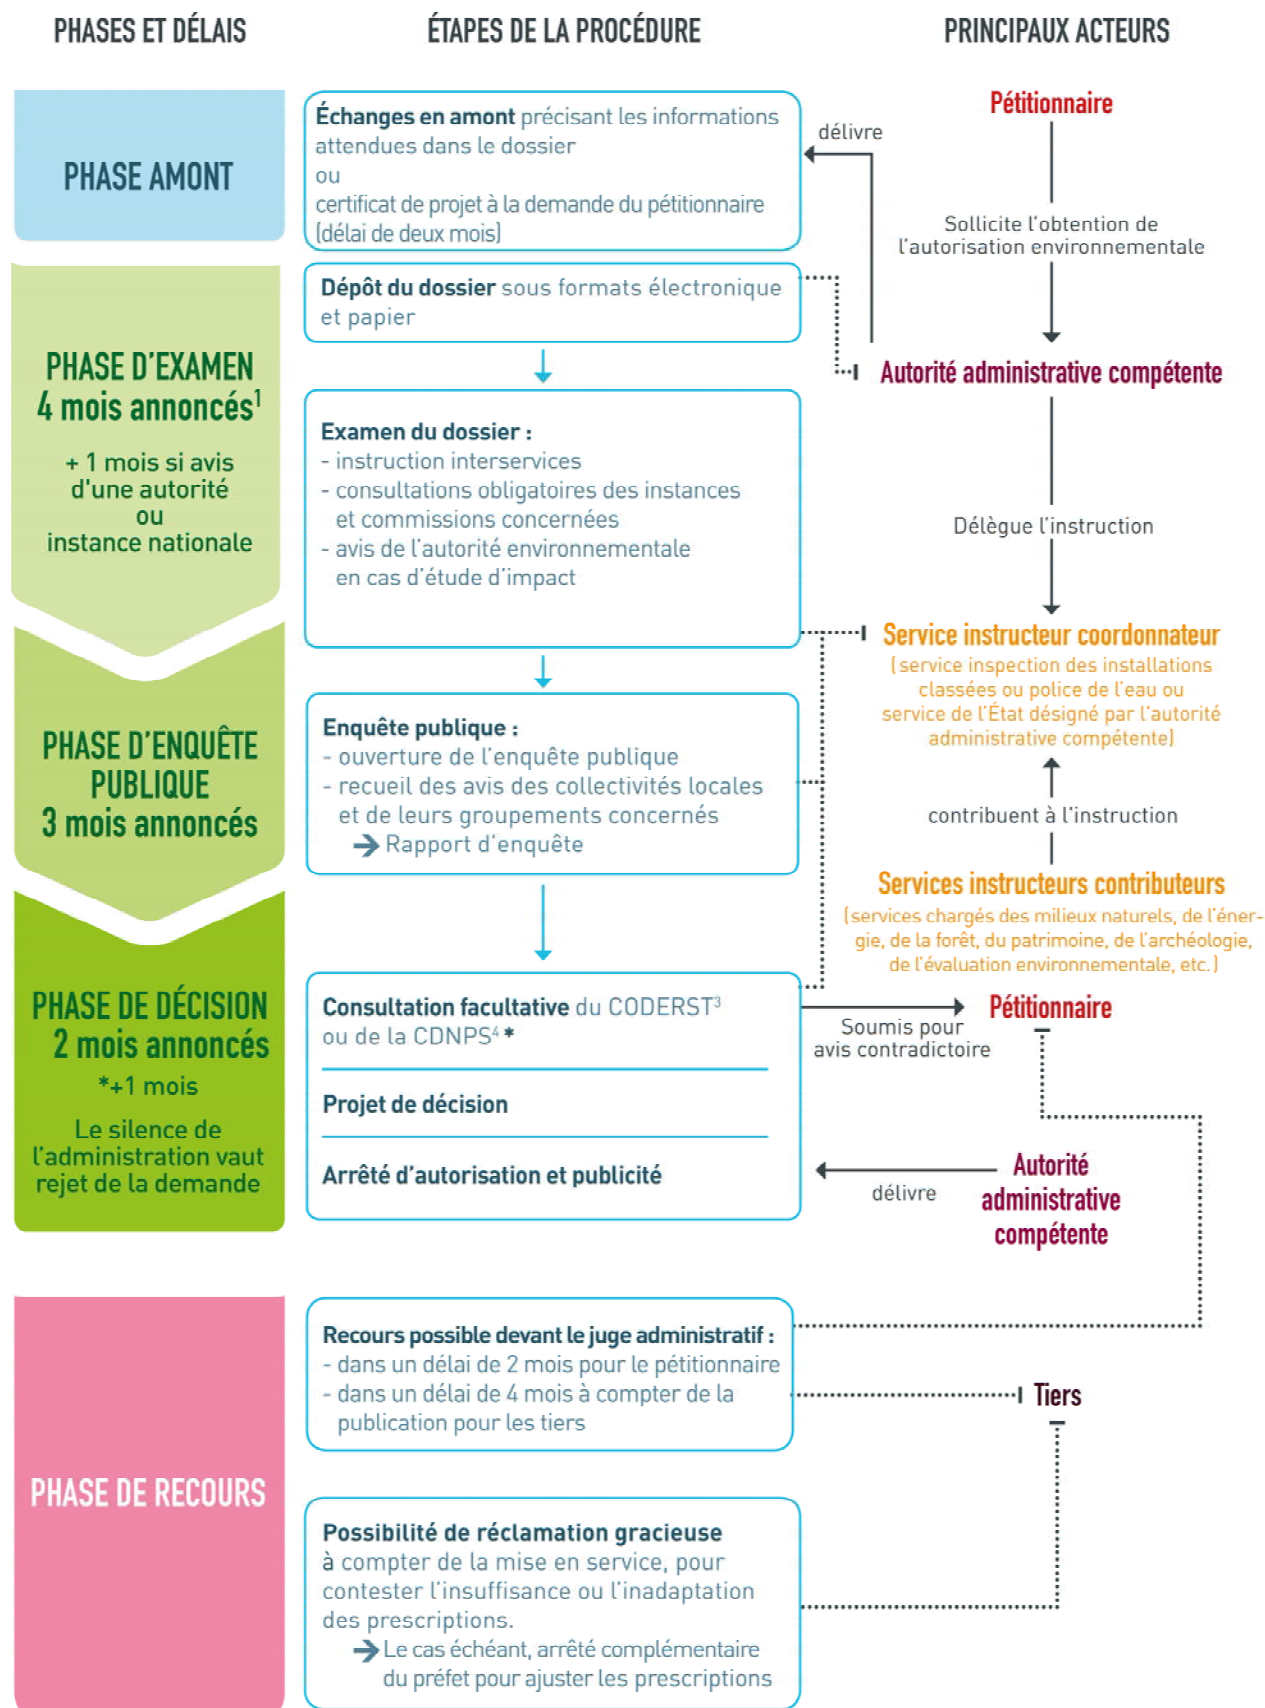 PHASES ET DÉLAIS
ÉTAPES DE LA PROCÉDURE
PRINCIPAUX ACTEURS
PHASE AMONT
Échanges en amont précisant les informations
attendues dans le dossier
ou
certificat de projet à la demande du pétitionnaire
(délai de deux mois)
délivre
Pétitionnaire
Sollicite l'obtention de
l'autorisation environnementale
PHASE D'EXAMEN
4 mois annoncés¹
+ 1 mois si avis
d'une autorité
ou
instance nationale
Dépôt du dossier sous formats électronique
et papier
Autorité administrative compétente
Examen du dossier :
- instruction interservices
- consultations obligatoires des instances
et commissions concernées
- avis de l'autorité environnementale
en cas d'étude d'impact
Délègue l'instruction
Service instructeur coordonnateur
(service inspection des installations
classées ou police de l'eau ou
service de l'État désigné par l'autorité
administrative compétente)
PHASE D'ENQUÊTE
PUBLIQUE
3 mois annoncés
Enquête publique :
- ouverture de l'enquête publique
- recueil des avis des collectivités locales
et de leurs groupements concernés
➔ Rapport d'enquête
contribuent à l'instruction
Services instructeurs contributeurs
(services chargés des milieux naturels, de l'éner-
gie, de la forêt, du patrimoine, de l'archéologie,
de l'évaluation environnementale, etc.)
PHASE DE DÉCISION
2 mois annoncés
*+1 mois
Le silence de
l'administration vaut
rejet de la demande
Consultation facultative du CODERST³
ou de la CDNPS⁴ *
Projet de décision
Arrêté d'autorisation et publicité
Soumis pour
avis contradictoire
Pétitionnaire
délivre
Autorité
administrative
compétente
PHASE DE RECOURS
Recours possible devant le juge administratif :
- dans un délai de 2 mois pour le pétitionnaire
- dans un délai de 4 mois à compter de la
publication pour les tiers
Tiers
Possibilité de réclamation gracieuse
à compter de la mise en service, pour
contester l'insuffisance ou l'inadaptation
des prescriptions.
➔ Le cas échéant, arrêté complémentaire
du préfet pour ajuster les prescriptions